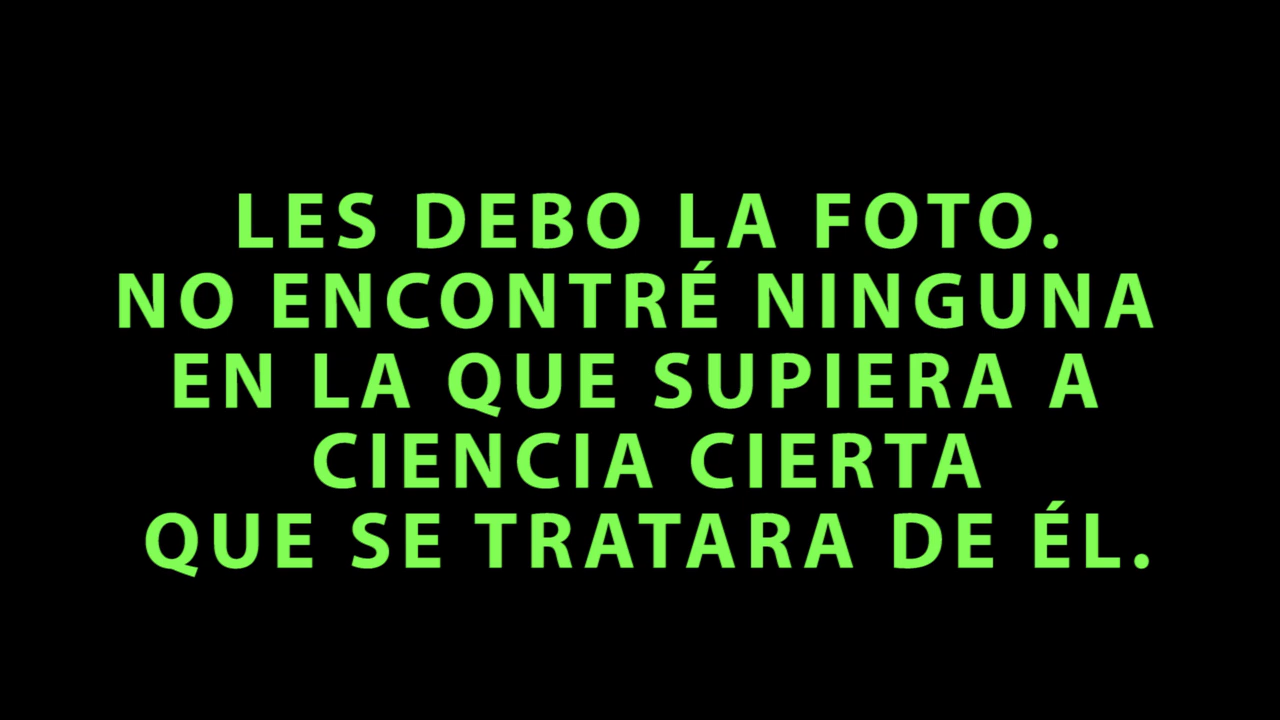 LES DEBO LA FOTO.
NO ENCONTRÉ NINGUNA
EN LA QUE SUPIERA A
CIENCIA CIERTA
QUE SE TRATARA DE ÉL.